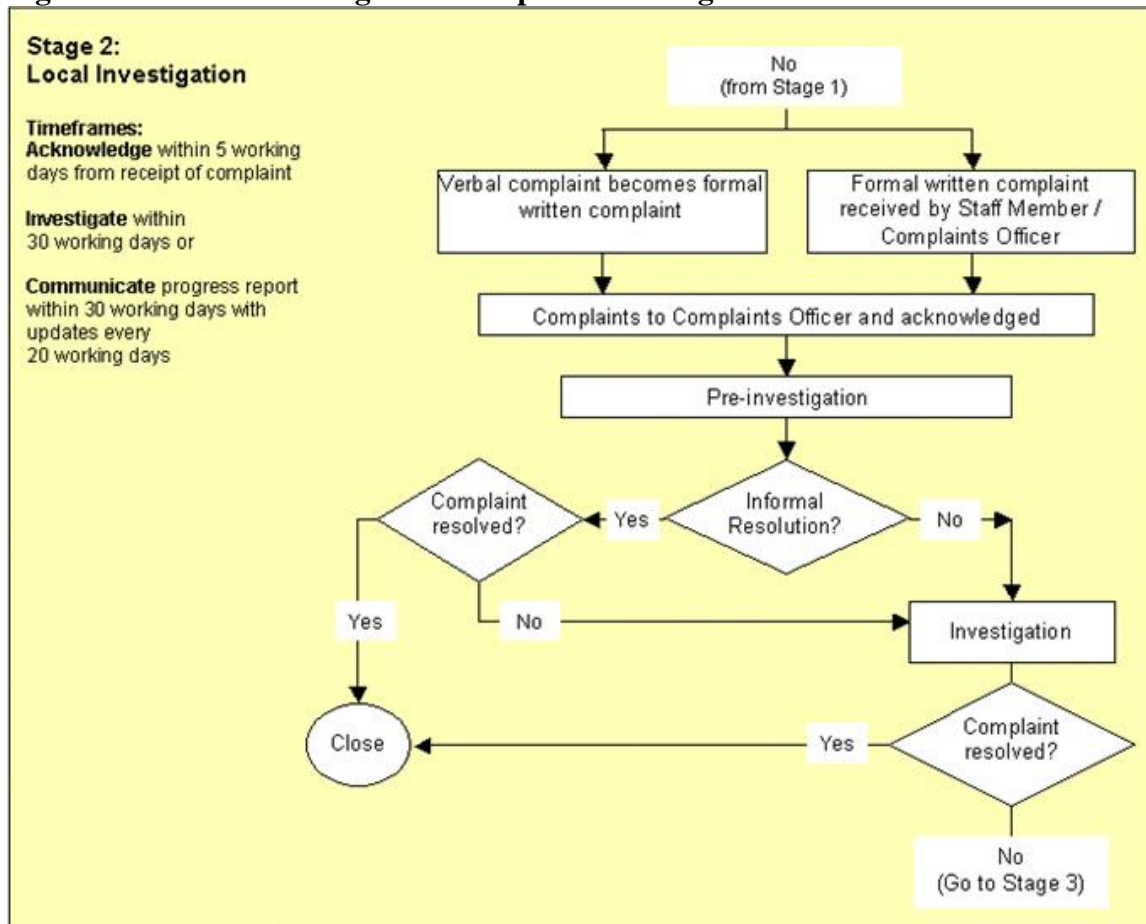 Stage 2:
Local Investigation
Timeframes:
Acknowledge within 5 working
days from receipt of complaint
Investigate within
30 working days or
Communicate progress report
within 30 working days with
updates every
20 working days
No
(from Stage 1)
Verbal complaint becomes formal
written complaint
Formal written complaint
received by Staff Member /
Complaints Officer
Complaints to Complaints Officer and acknowledged
Pre-investigation
Informal
Resolution?
Yes
No
Complaint
resolved?
Yes
No
Investigation
Complaint
resolved?
Yes
Close
No
(Go to Stage 3)